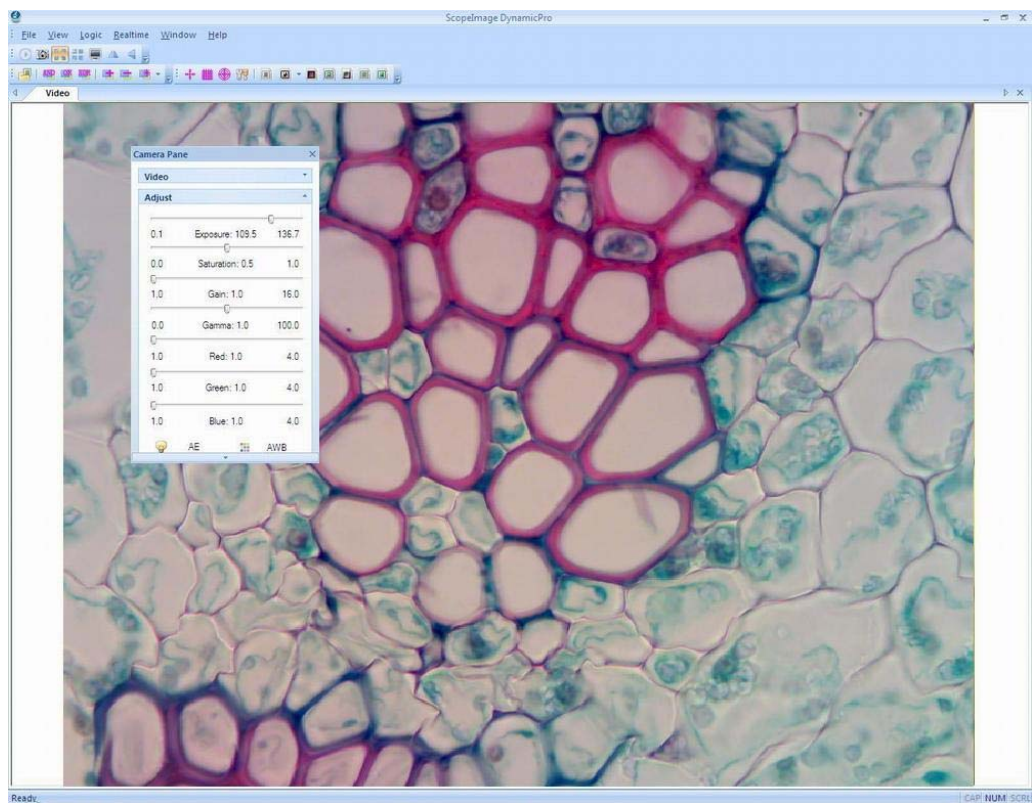 ScopeImage DynamicPro
File View Logic Realtime Window Help
Video
Camera Pane
Video
Adjust
0.1 Exposure: 109.5 136.7
0.0 Saturation: 0.5 1.0
1.0 Gain: 1.0 16.0
0.0 Gamma: 1.0 100.0
1.0 Red: 1.0 4.0
1.0 Green: 1.0 4.0
1.0 Blue: 1.0 4.0
AE AWB
Ready CAP NUM SCRL